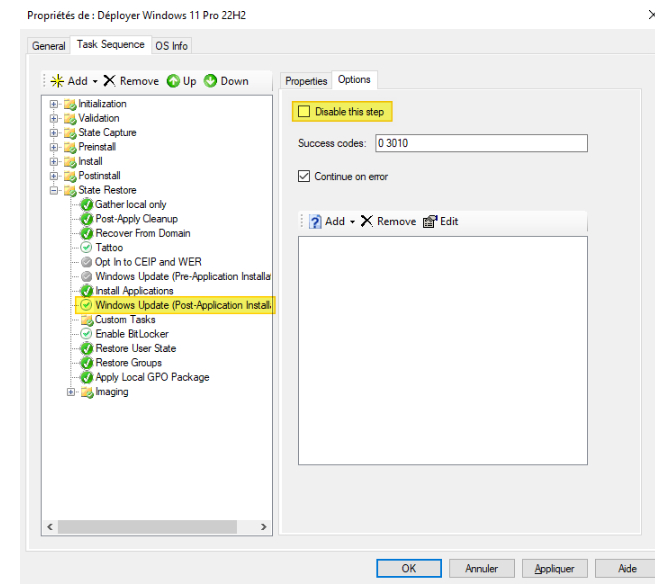 Propriétés de : Déployer Windows 11 Pro 22H2
General Task Sequence OS Info
Add Remove Up Down
Initialization
Validation
State Capture
Preinstall
Install
Postinstall
State Restore
Gather local only
Post-Apply Cleanup
Recover From Domain
Tattoo
Opt In to CEIP and WER
Windows Update (Pre-Application Installa
Install Applications
Windows Update (Post-Application Install
Custom Tasks
Enable BitLocker
Restore User State
Restore Groups
Apply Local GPO Package
Imaging
Properties Options
Disable this step
Success codes: 0 3010
Continue on error
Add Remove Edit
OK Annuler Appliquer Aide